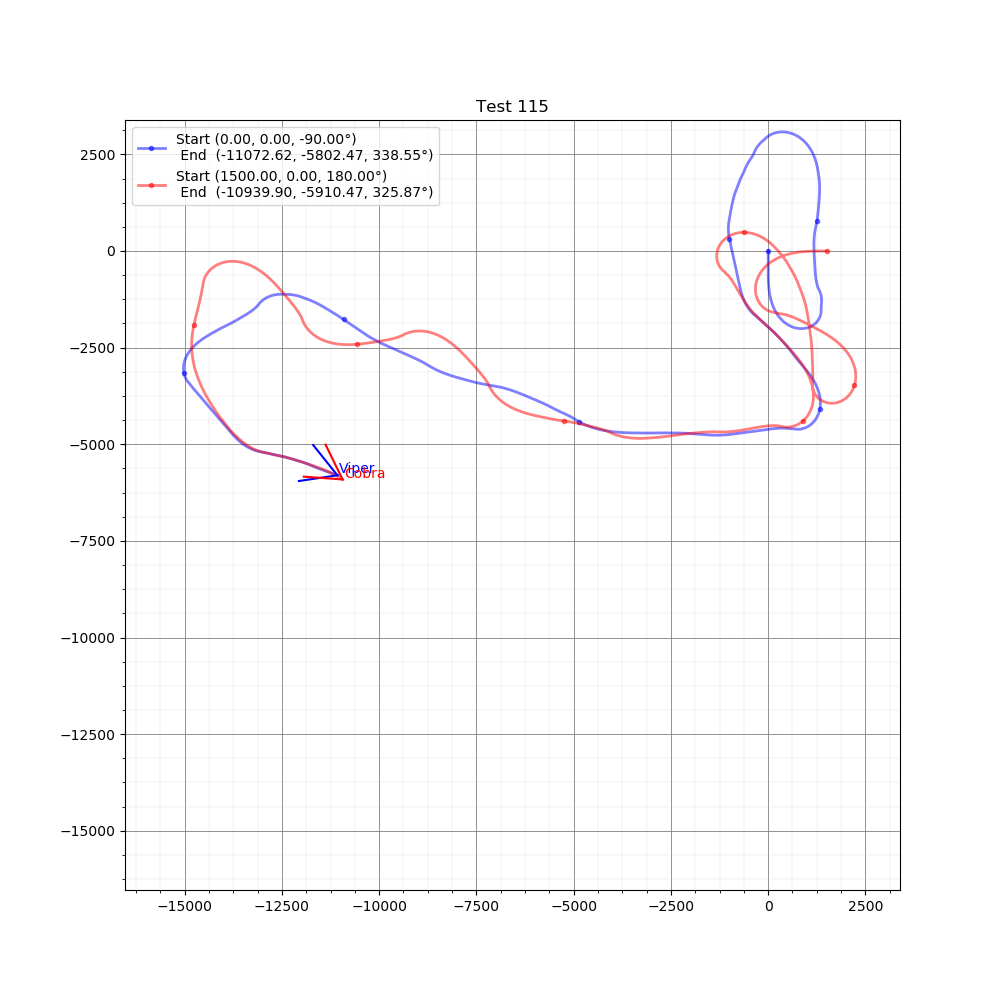 Test 115
Start (0.00, 0.00, -90.00°)
End (-11072.62, -5802.47, 338.55°)
Start (1500.00, 0.00, 180.00°)
End (-10939.90, -5910.47, 325.87°)
2500
0
−2500
−5000
−7500
−10000
−12500
−15000
Viper
Cobra
−15000
−12500
−10000
−7500
−5000
−2500
0
2500